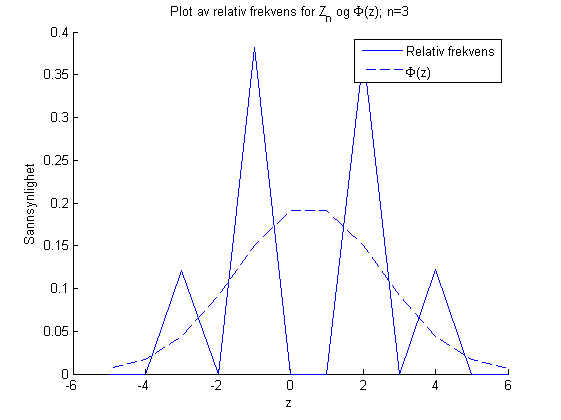 Plot av relativ frekvens for Zn og Φ(z); n=3
0.4
0.35
0.3
0.25
0.2
0.15
0.1
0.05
0
Sannsynlighet
Relativ frekvens
Φ(z)
-6 -4 -2 0 2 4 6
z